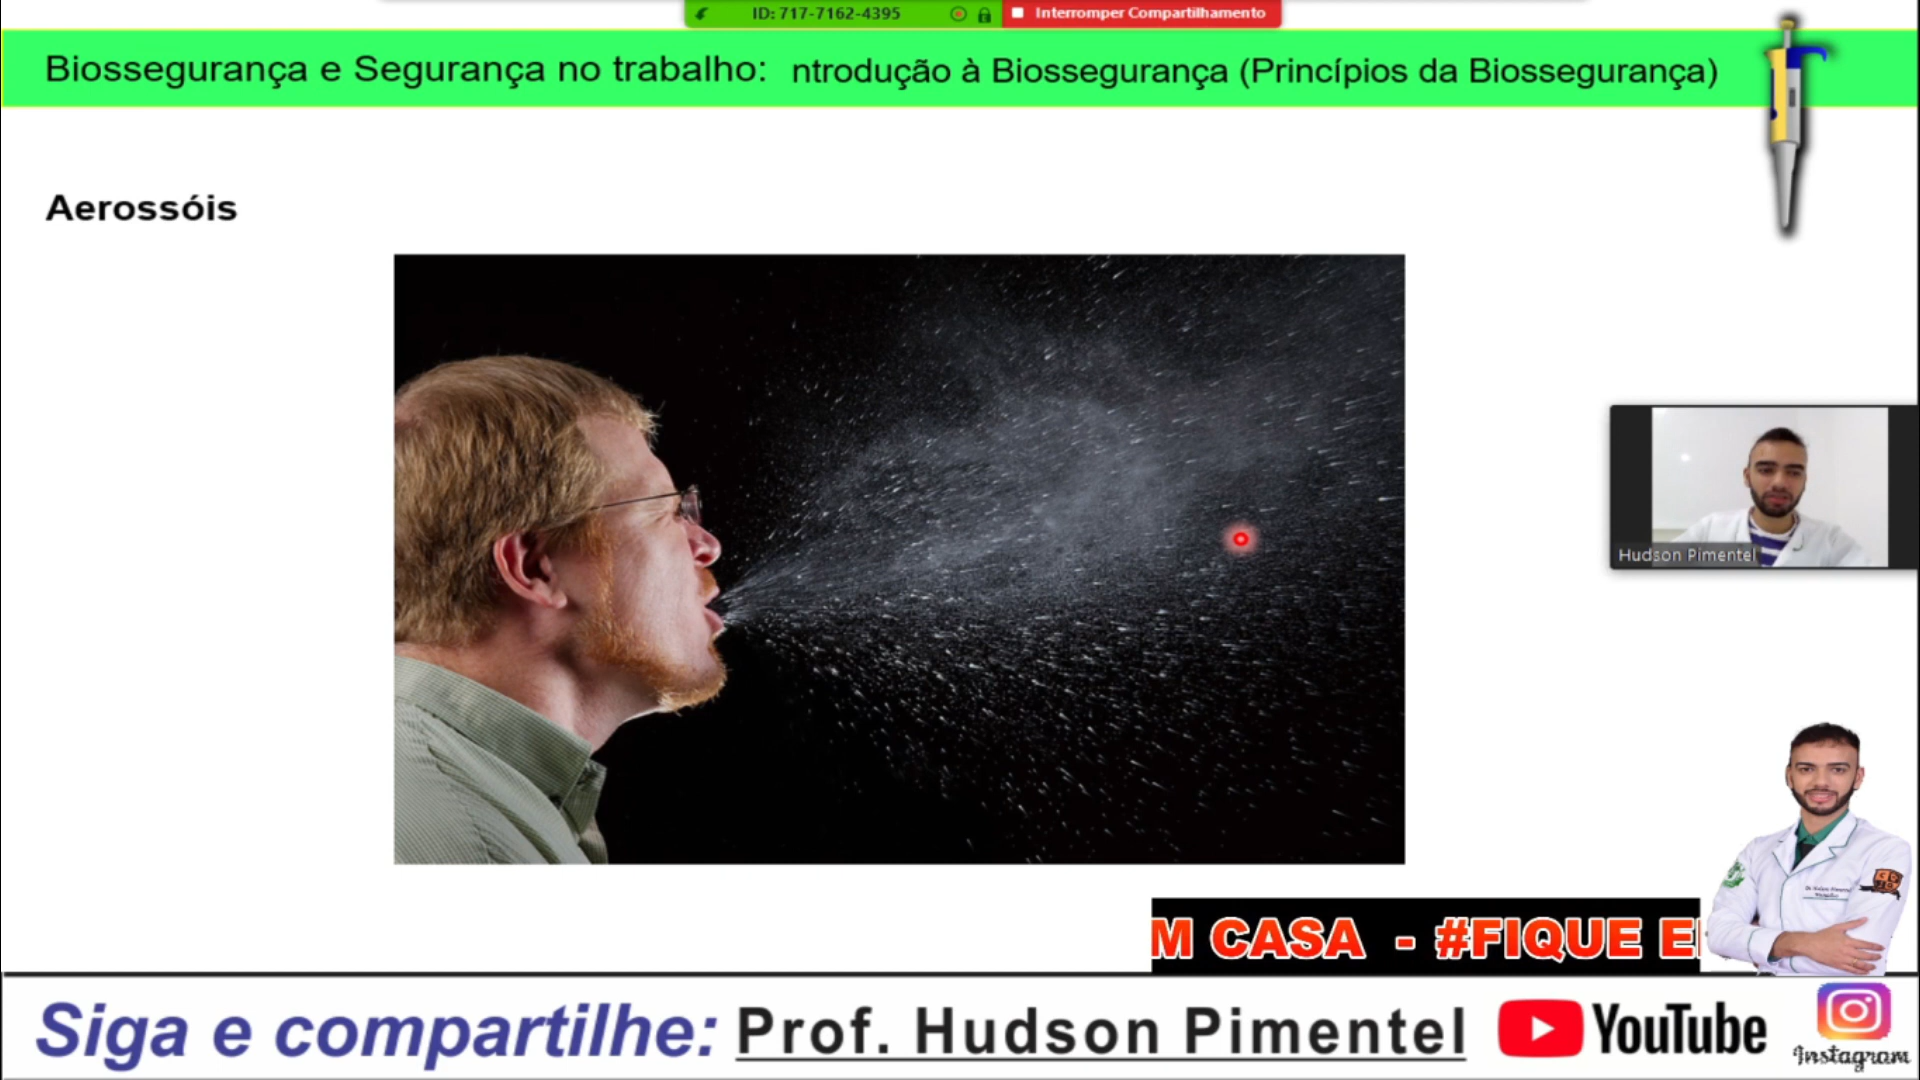 ID: 717-7162-4395
Interromper Compartilhamento
Biossegurança e Segurança no trabalho: ntrodução à Biossegurança (Princípios da Biossegurança)
Aerossóis
Hudson Pimentel
M CASA - #FIQUE E
Siga e compartilhe: Prof. Hudson Pimentel
YouTube
Instagram